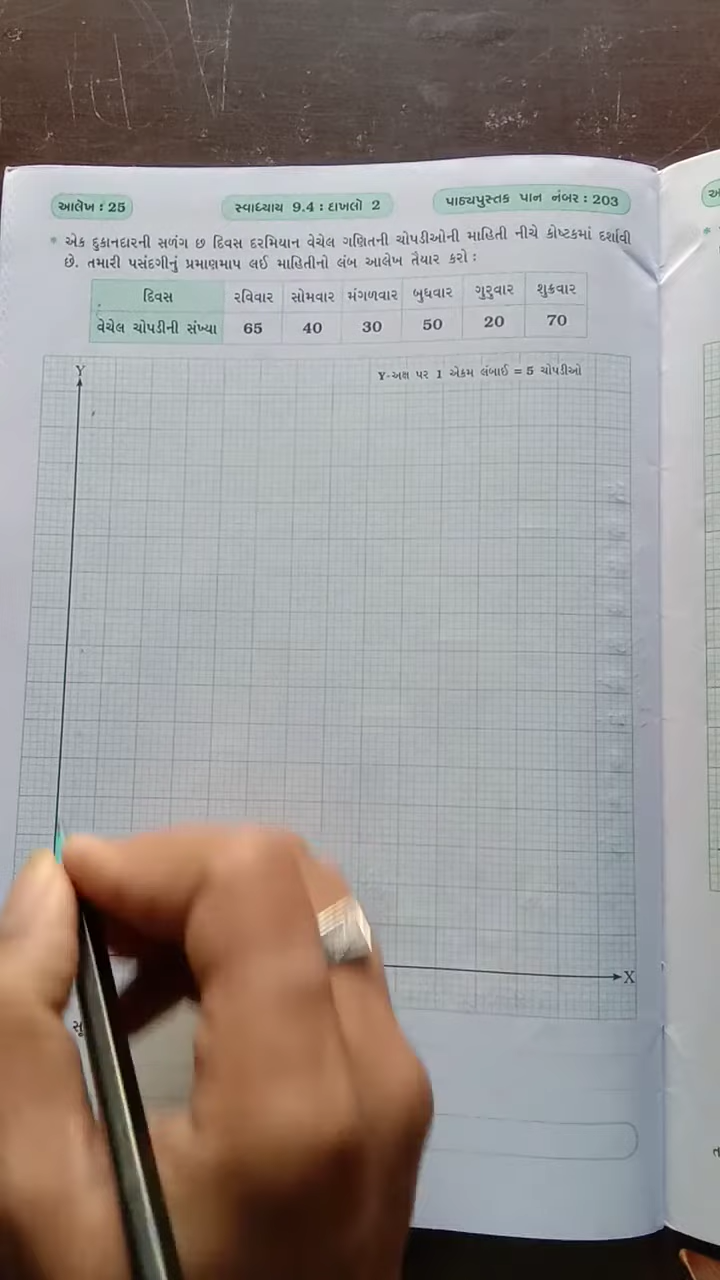 આલેખ : 25
સ્વાધ્યાય 9.4 : દાખલો 2
પાઠ્યપુસ્તક પાન નંબર : 203
* એક દુકાનદારની સળંગ છ દિવસ દરમિયાન વેચેલ ગણિતની ચોપડીઓની માહિતી નીચે કોષ્ટકમાં દર્શાવી
છે. તમારી પસંદગીનું પ્રમાણમાપ લઈ માહિતીનો લંબ આલેખ તૈયાર કરો :
દિવસ રવિવાર સોમવાર મંગળવાર બુધવાર ગુરુવાર શુક્રવાર
વેચેલ ચોપડીની સંખ્યા 65 40 30 50 20 70
Y
Y-અક્ષ પર 1 એકમ લંબાઈ = 5 ચોપડીઓ
X